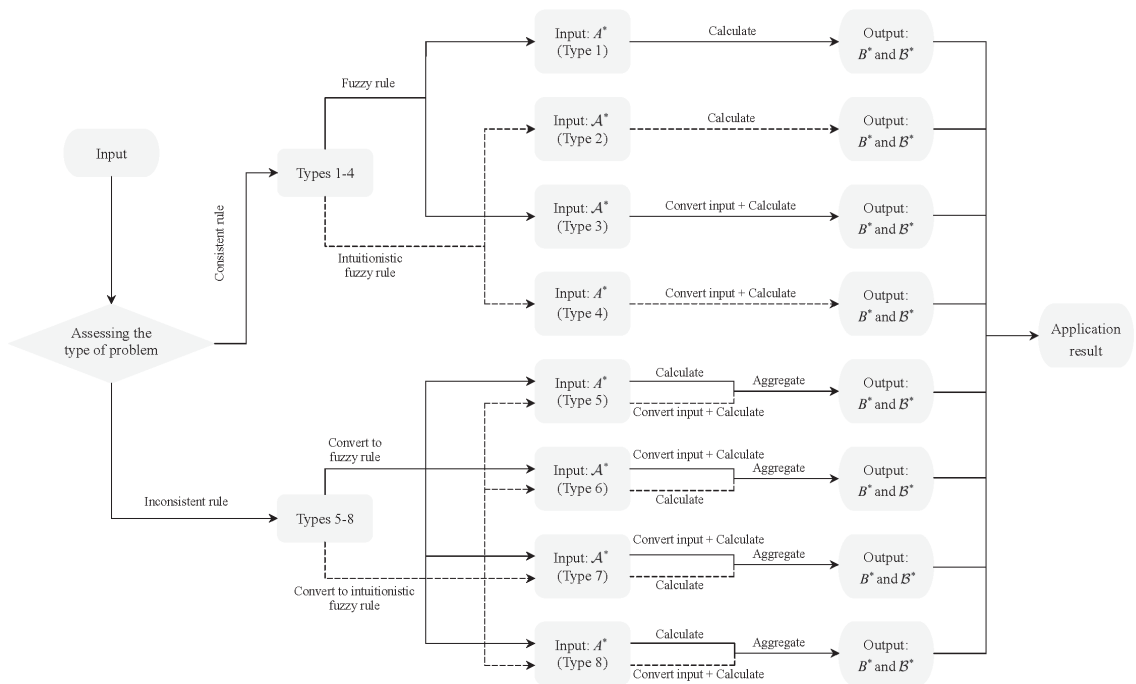 Input
Assessing the
type of problem
Consistent rule
Inconsistent rule
Types 1-4
Fuzzy rule
Intuitionistic
fuzzy rule
Input: A*
(Type 1)
Calculate
Output:
B* and ℬ*
Input: 𝒜*
(Type 2)
Calculate
Output:
B* and ℬ*
Input: 𝒜*
(Type 3)
Convert input + Calculate
Output:
B* and ℬ*
Input: A*
(Type 4)
Convert input + Calculate
Output:
B* and ℬ*
Types 5-8
Convert to
fuzzy rule
Convert to intuitionistic
fuzzy rule
Input: A*
(Type 5)
Calculate
Convert input + Calculate
Aggregate
Output:
B* and ℬ*
Input: 𝒜*
(Type 6)
Convert input + Calculate
Calculate
Aggregate
Output:
B* and ℬ*
Input: 𝒜*
(Type 7)
Convert input + Calculate
Calculate
Aggregate
Output:
B* and ℬ*
Input: A*
(Type 8)
Calculate
Convert input + Calculate
Aggregate
Output:
B* and ℬ*
Application
result